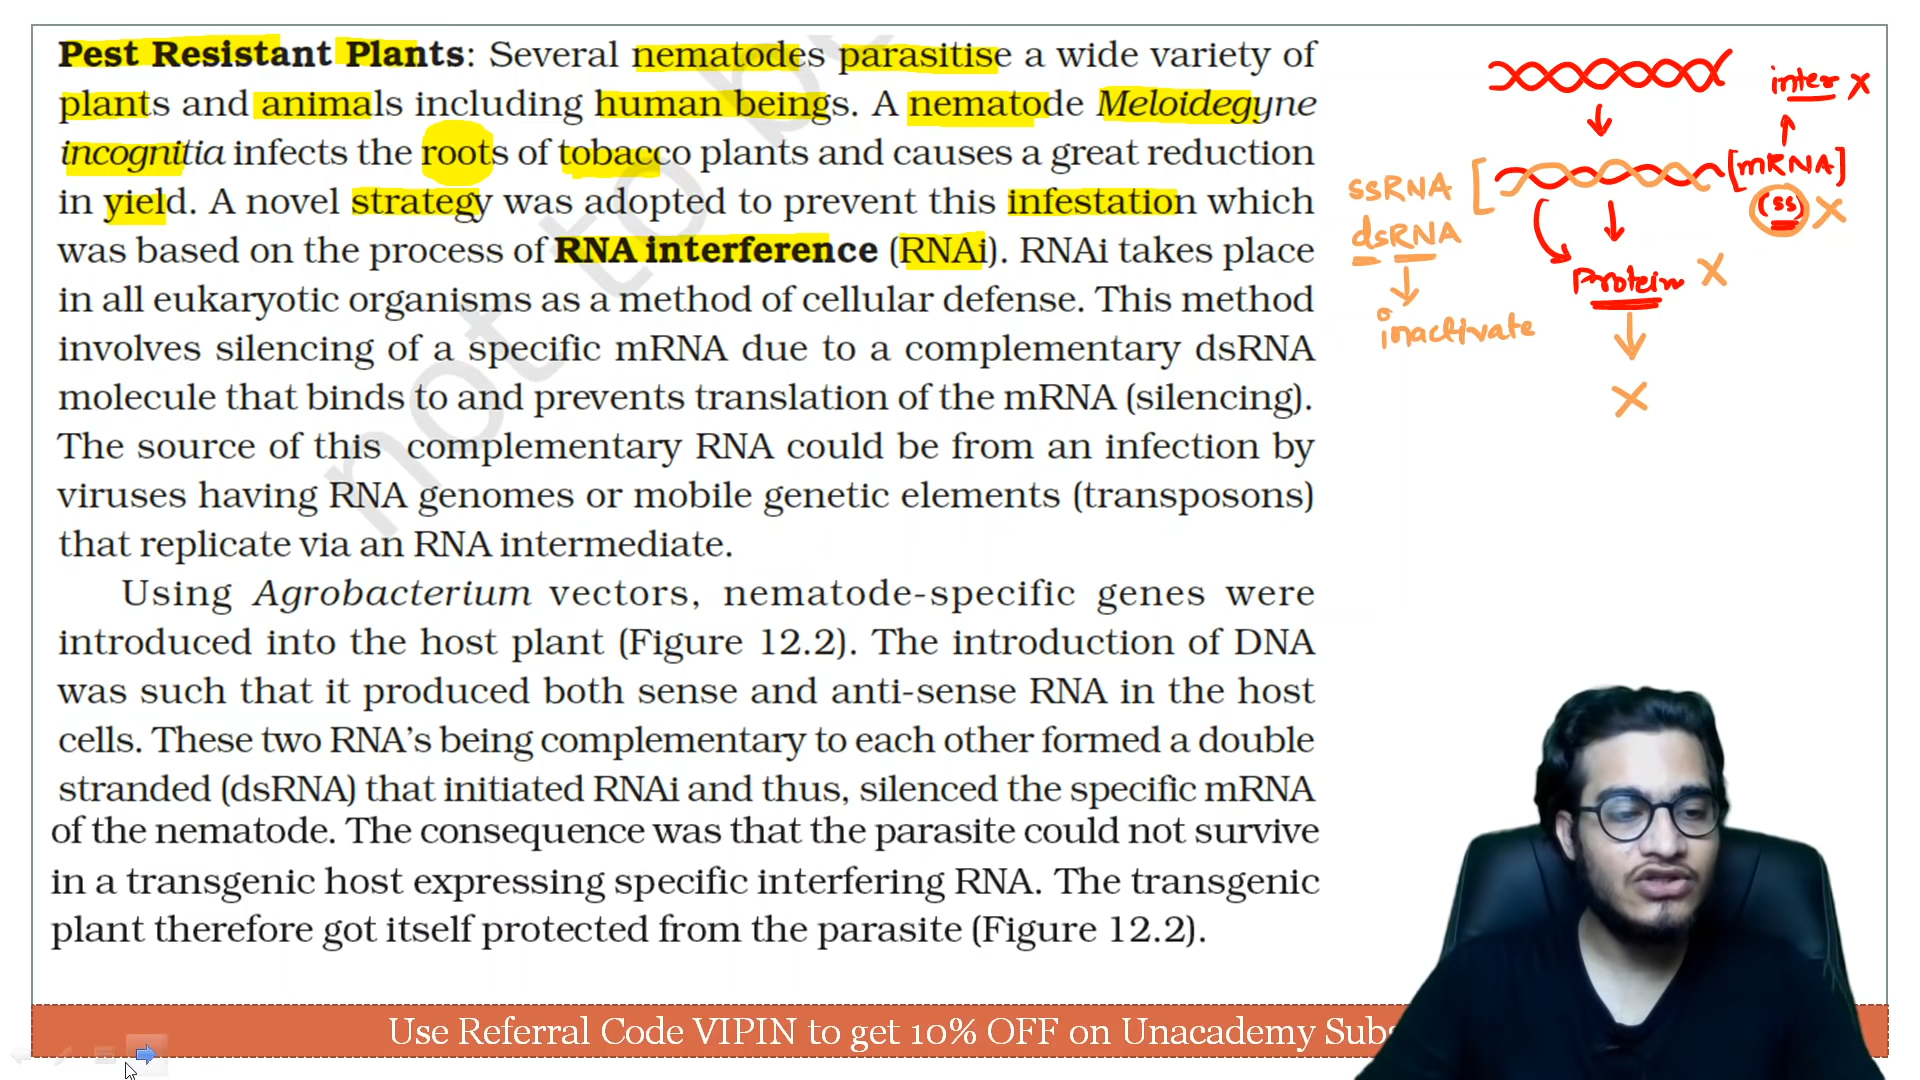 Pest Resistant Plants: Several nematodes parasitise a wide variety of
plants and animals including human beings. A nematode Meloidegyne
incognitia infects the roots of tobacco plants and causes a great reduction
in yield. A novel strategy was adopted to prevent this infestation which
was based on the process of RNA interference (RNAi). RNAi takes place
in all eukaryotic organisms as a method of cellular defense. This method
involves silencing of a specific mRNA due to a complementary dsRNA
molecule that binds to and prevents translation of the mRNA (silencing).
The source of this complementary RNA could be from an infection by
viruses having RNA genomes or mobile genetic elements (transposons)
that replicate via an RNA intermediate.
Using Agrobacterium vectors, nematode-specific genes were
introduced into the host plant (Figure 12.2). The introduction of DNA
was such that it produced both sense and anti-sense RNA in the host
cells. These two RNA's being complementary to each other formed a double
stranded (dsRNA) that initiated RNAi and thus, silenced the specific mRNA
of the nematode. The consequence was that the parasite could not survive
in a transgenic host expressing specific interfering RNA. The transgenic
plant therefore got itself protected from the parasite (Figure 12.2).
inter X
[mRNA]
(ss) X
ssRNA
dsRNA
inactivate
Protein X
X
not to be
Use Referral Code VIPIN to get 10% OFF on Unacademy Subs